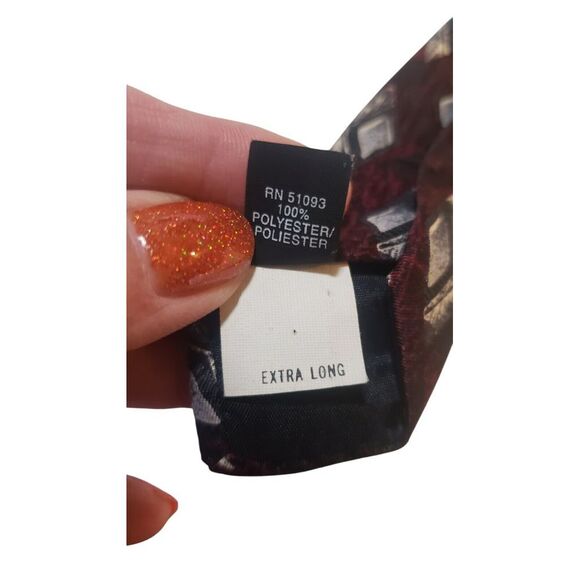 RN 51093
100%
POLYESTER/
POLIESTER
EXTRA LONG